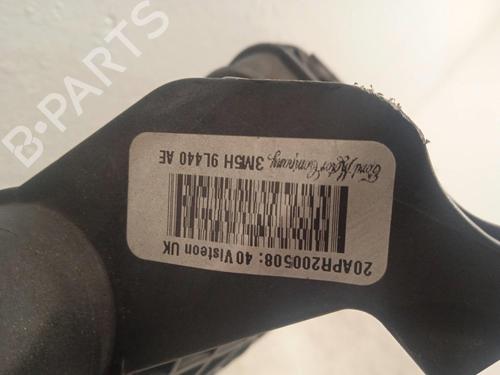 B-PARTS
Ford Motor Company 3M5H 9L440 AE
20APR200508:40 Visteon UK